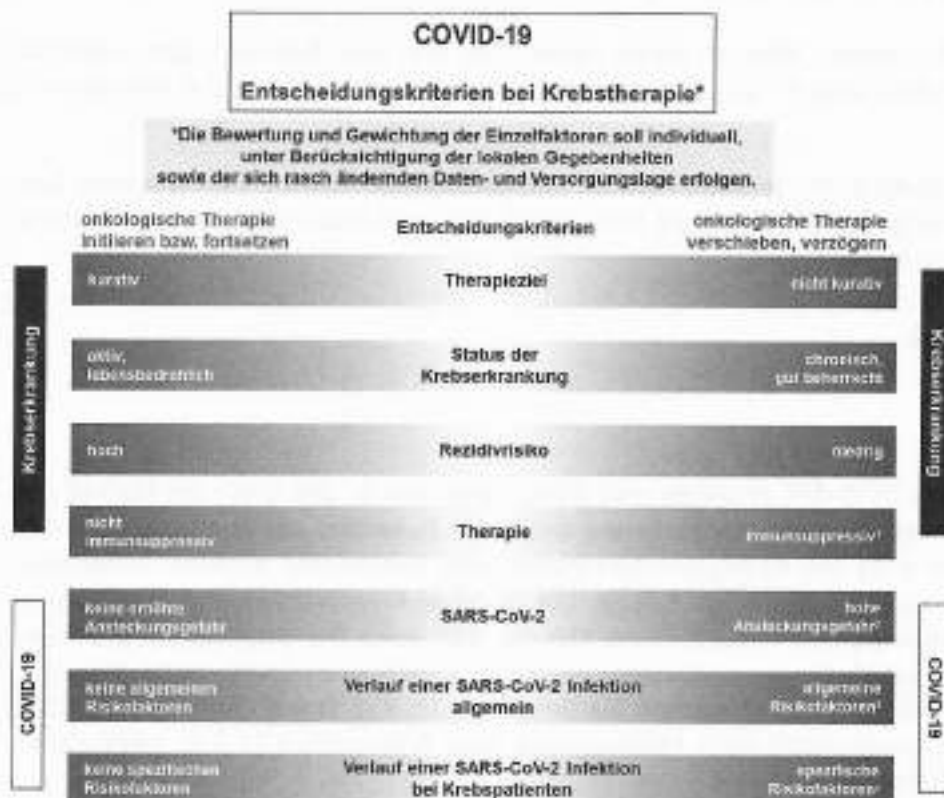 COVID-19
Entscheidungskriterien bei Krebstherapie*
*Die Bewertung und Gewichtung der Einzelfaktoren soll individuell,
unter Berücksichtigung der lokalen Gegebenheiten
sowie der sich rasch ändernden Daten- und Versorgungslage erfolgen.
onkologische Therapie
initiieren bzw. fortsetzen
Entscheidungskriterien
onkologische Therapie
verschieben, verzögern
Krebserkrankung
Krebserkrankung
kurativ
Therapieziel
nicht kurativ
aktiv,
lebensbedrohlich
Status der
Krebserkrankung
chronisch,
gut beherrscht
hoch
Rezidivrisiko
niedrig
nicht
immunsuppressiv
Therapie
immunsuppressiv¹
COVID-19
COVID-19
keine erhöhte
Ansteckungsgefahr
SARS-CoV-2
hohe
Ansteckungsgefahr²
keine allgemeinen
Risikofaktoren
Verlauf einer SARS-CoV-2 Infektion
allgemein
allgemeine
Risikofaktoren³
keine spezifischen
Risikofaktoren
Verlauf einer SARS-CoV-2 Infektion
bei Krebspatienten
spezifische
Risikofaktoren